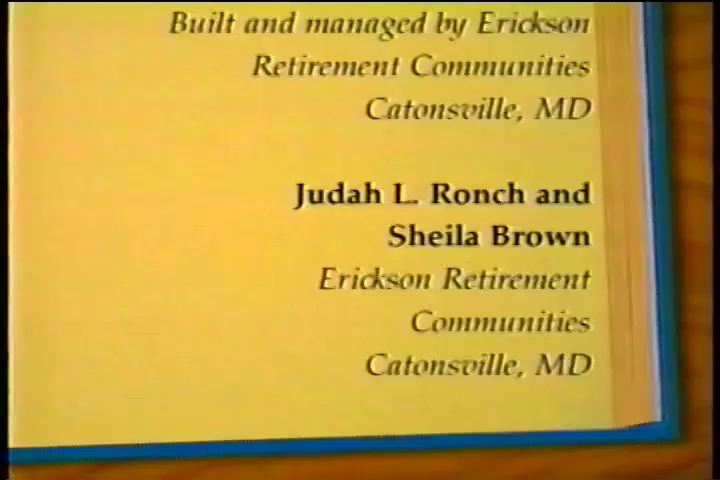 Built and managed by Erickson
Retirement Communities
Catonsville, MD
Judah L. Ronch and
Sheila Brown
Erickson Retirement
Communities
Catonsville, MD